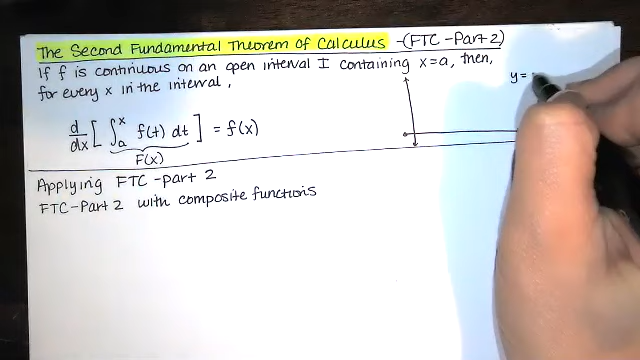 The Second Fundamental Theorem of Calculus -(FTC-Part 2)
If f is continuous on an open interval I containing x=a, then,
for every x in the interval,
y=
d/dx [ ∫ₐˣ f(t) dt ] = f(x)
F(x)
Applying FTC-part 2
FTC-Part 2 with composite functions